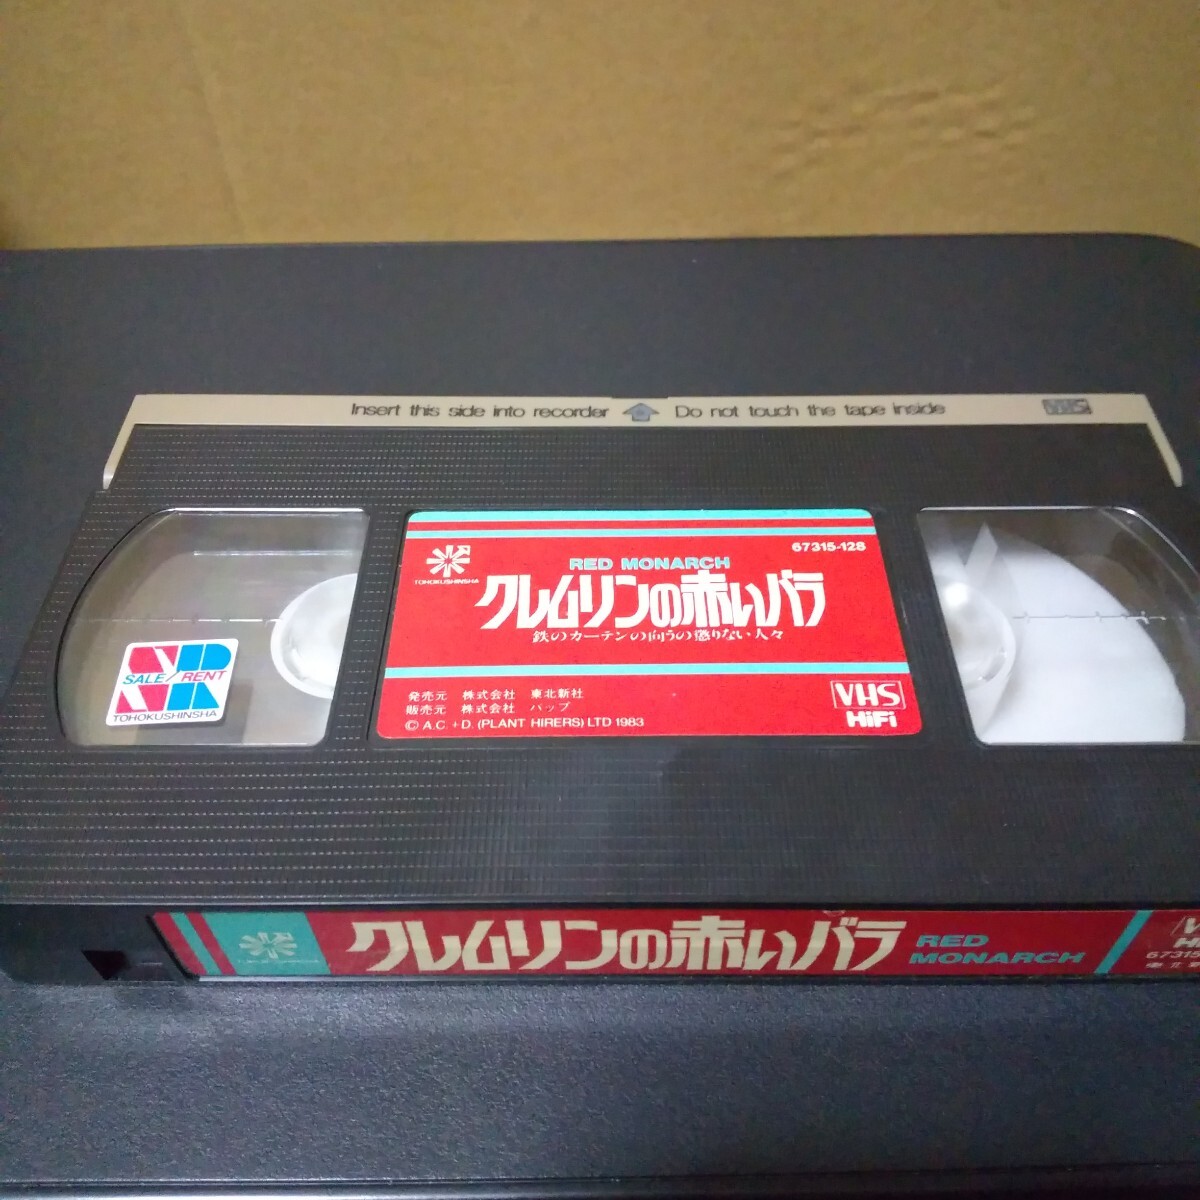 Insert this side into recorder Do not touch the tape inside VHS
TOHOKUSHINSHA
67315-128
RED MONARCH
クレムリンの赤いバラ
鉄のカーテンの向うの懲りない人々
発売元 株式会社 東北新社
販売元 株式会社 バップ
© A.C. + D. (PLANT HIRERS) LTD 1983
VHS
HiFi
SALE/RENT
TOHOKUSHINSHA
クレムリンの赤いバラ
RED
MONARCH
67315